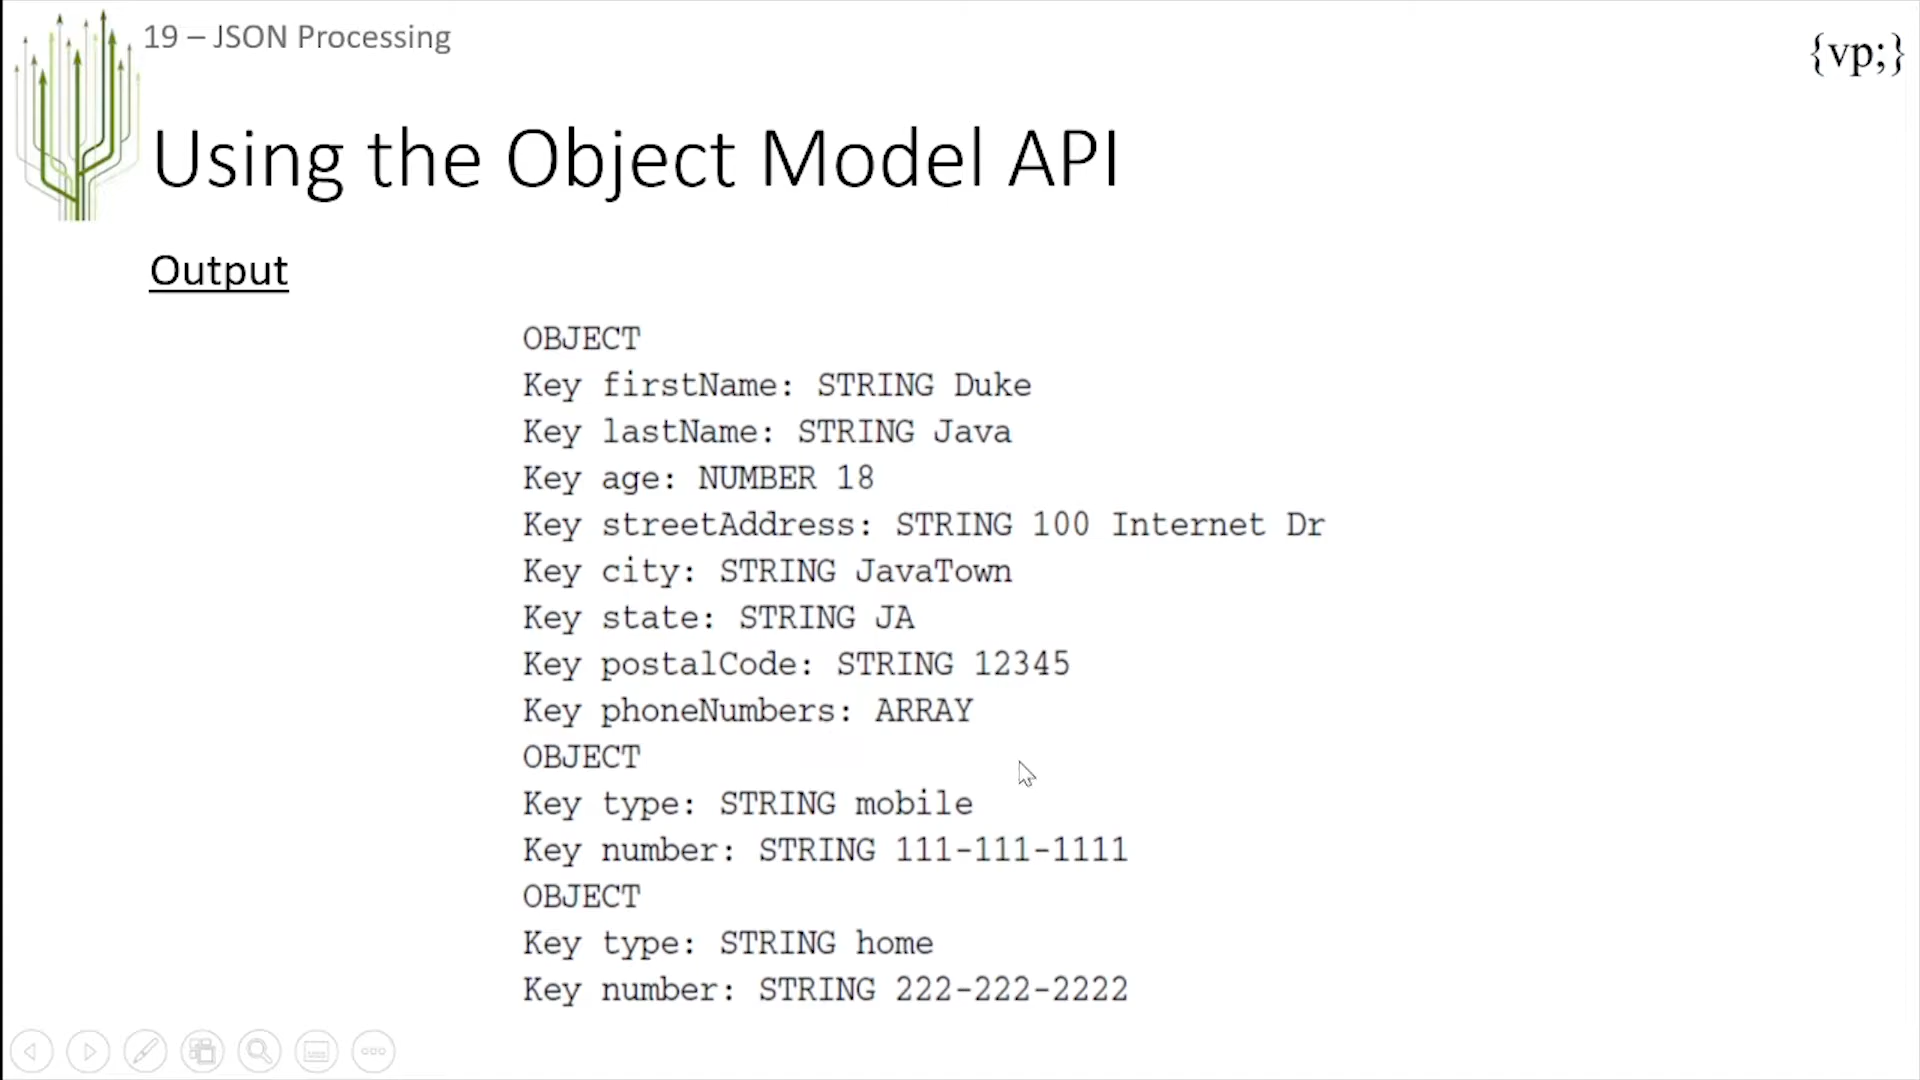 19 – JSON Processing
{vp;}
Using the Object Model API
Output
OBJECT
Key firstName: STRING Duke
Key lastName: STRING Java
Key age: NUMBER 18
Key streetAddress: STRING 100 Internet Dr
Key city: STRING JavaTown
Key state: STRING JA
Key postalCode: STRING 12345
Key phoneNumbers: ARRAY
OBJECT
Key type: STRING mobile
Key number: STRING 111-111-1111
OBJECT
Key type: STRING home
Key number: STRING 222-222-2222